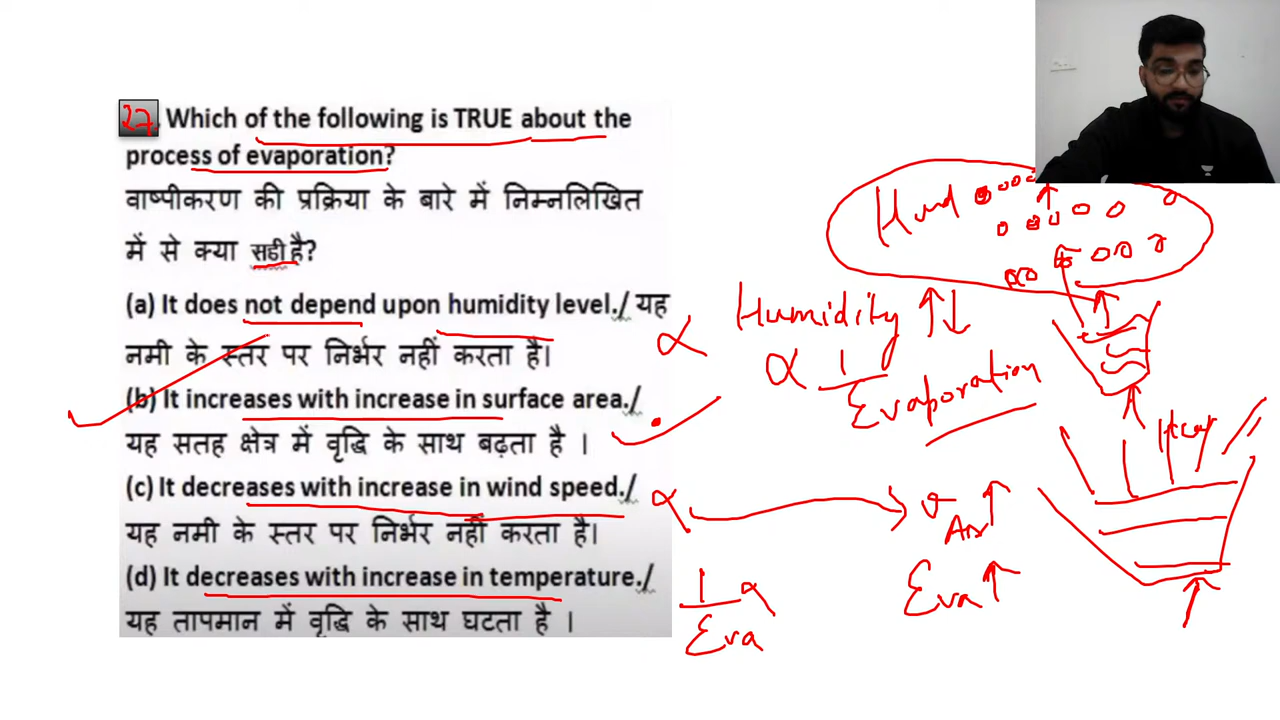 27. Which of the following is TRUE about the
process of evaporation?
वाष्पीकरण की प्रक्रिया के बारे में निम्नलिखित
में से क्या सही है?
(a) It does not depend upon humidity level./ यह
नमी के स्तर पर निर्भर नहीं करता है।
(b) It increases with increase in surface area./
यह सतह क्षेत्र में वृद्धि के साथ बढ़ता है ।
(c) It decreases with increase in wind speed./
यह नमी के स्तर पर निर्भर नहीं करता है।
(d) It decreases with increase in temperature./
यह तापमान में वृद्धि के साथ घटता है ।
Humd ↑
∝ Humidity ↑↓
∝ 1/Evaporation
∝ → v Air ↑
Eva ↑
1/Eva ∝